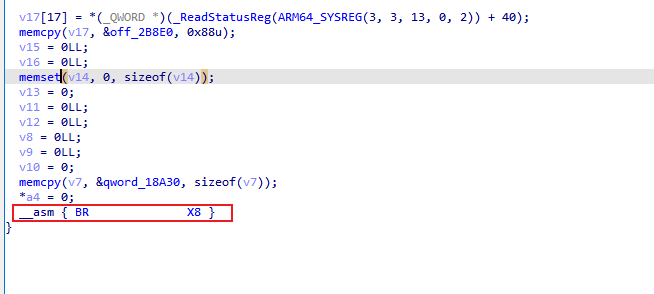 v17[17] = *(_QWORD *)(_ReadStatusReg(ARM64_SYSREG(3, 3, 13, 0, 2)) + 40);
memcpy(v17, &off_2B8E0, 0x88u);
v15 = 0LL;
v16 = 0LL;
memset(v14, 0, sizeof(v14));
v13 = 0;
v11 = 0LL;
v12 = 0LL;
v8 = 0LL;
v9 = 0LL;
v10 = 0;
memcpy(v7, &qword_18A30, sizeof(v7));
*a4 = 0;
__asm { BR X8 }
}